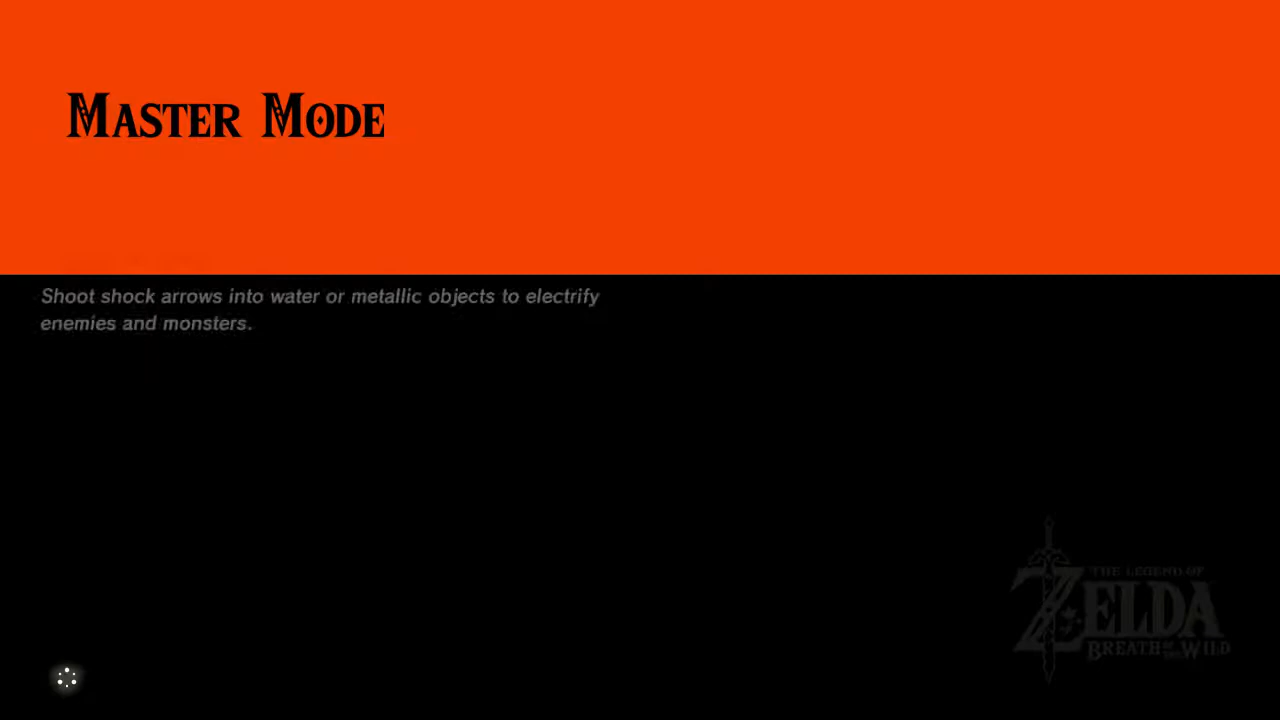 Master Mode
Shoot shock arrows into water or metallic objects to electrify
enemies and monsters.
THE LEGEND OF
ZELDA
BREATH OF THE WILD